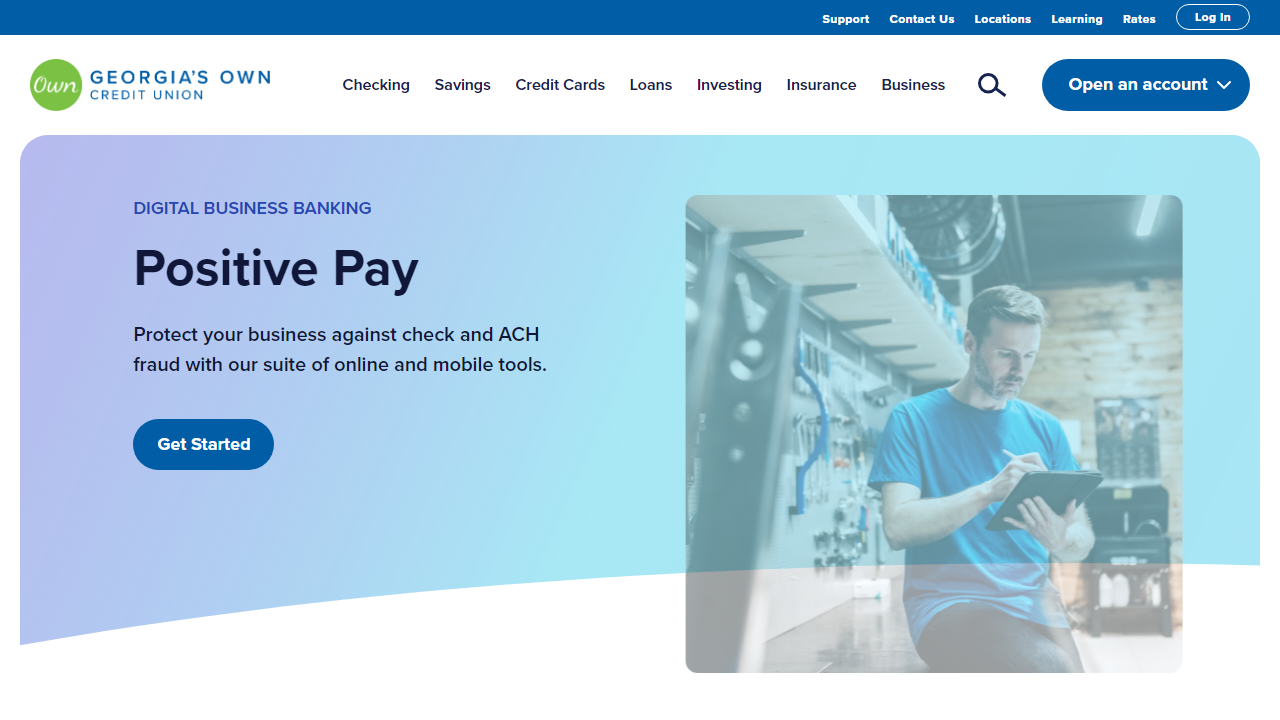 Support Contact Us Locations Learning Rates Log In
Own GEORGIA'S OWN
CREDIT UNION
Checking Savings Credit Cards Loans Investing Insurance Business Open an account
DIGITAL BUSINESS BANKING
Positive Pay
Protect your business against check and ACH
fraud with our suite of online and mobile tools.
Get Started